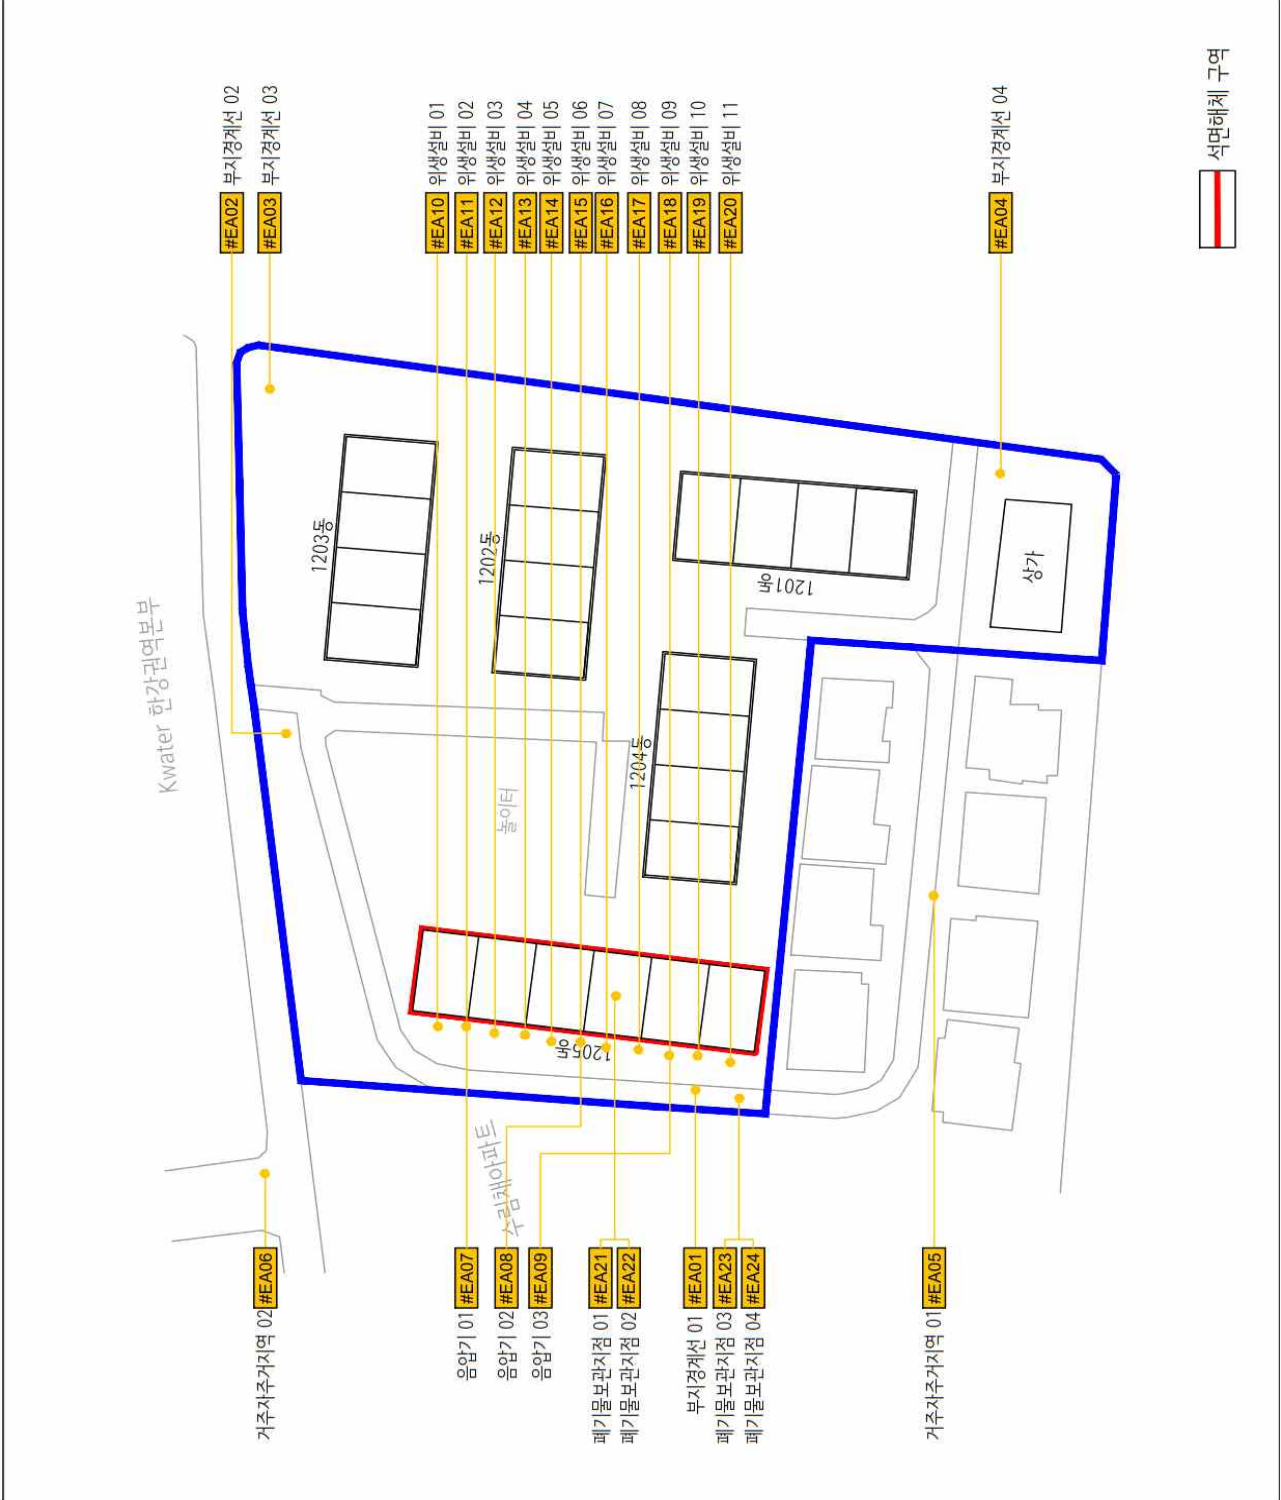 #EA02 부지경계선 02
#EA03 부지경계선 03
#EA10 위생설비 01
#EA11 위생설비 02
#EA12 위생설비 03
#EA13 위생설비 04
#EA14 위생설비 05
#EA15 위생설비 06
#EA16 위생설비 07
#EA17 위생설비 08
#EA18 위생설비 09
#EA19 위생설비 10
#EA20 위생설비 11
#EA04 부지경계선 04
석면해체 구역
Kwater 한강권역본부
1203동
1202동
1201동
상가
1204동
놀이터
1205동
수림채아파트
거주자주거지역 02 #EA06
음압기 01 #EA07
음압기 02 #EA08
음압기 03 #EA09
폐기물보관지점 01 #EA21
폐기물보관지점 02 #EA22
부지경계선 01 #EA01
폐기물보관지점 03 #EA23
폐기물보관지점 04 #EA24
거주자주거지역 01 #EA05